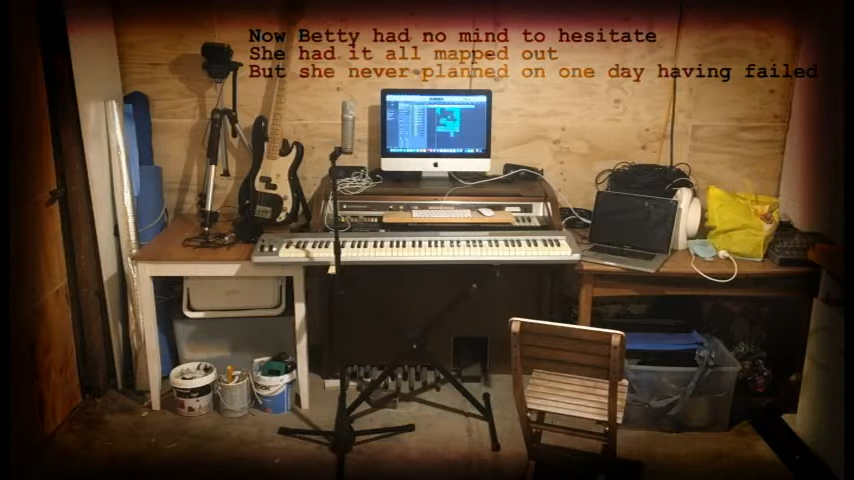 Now Betty had no mind to hesitate
She had it all mapped out
But she never planned on one day having failed